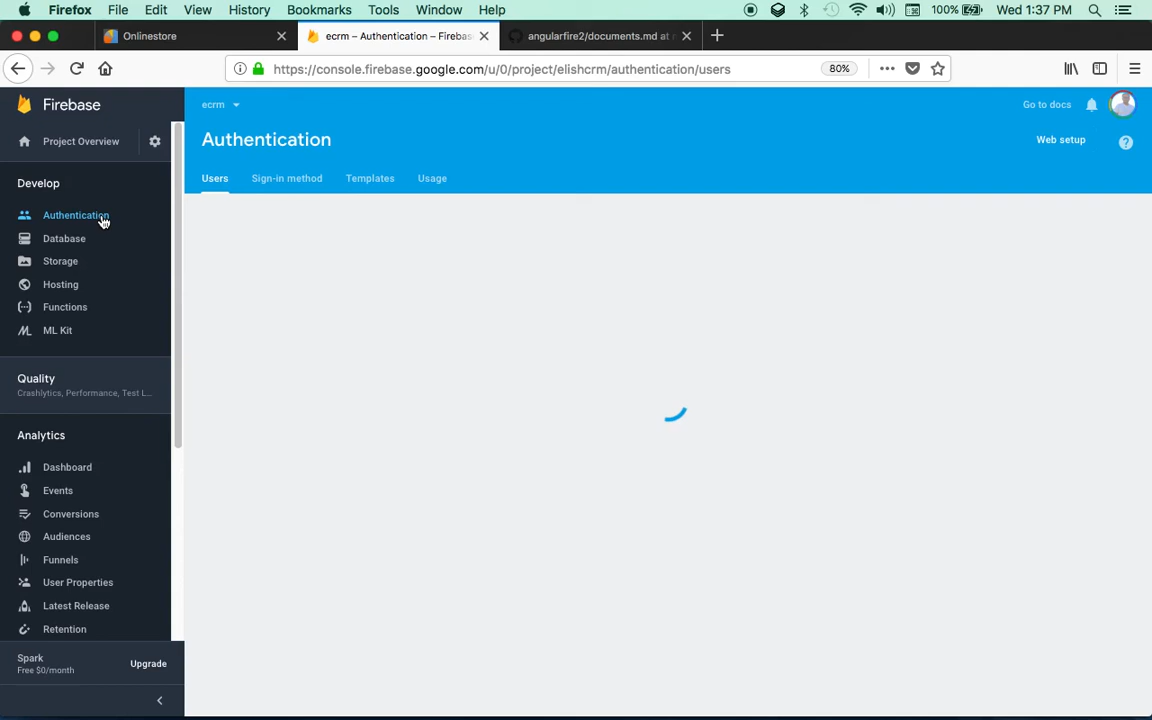 Firefox File Edit View History Bookmarks Tools Window Help 100% Wed 1:37 PM
Onlinestore
ecrm – Authentication – Firebas
angularfire2/documents.md at
https://console.firebase.google.com/u/0/project/elishcrm/authentication/users
80%
Firebase
ecrm
Go to docs
Project Overview
Authentication
Web setup
Users Sign-in method Templates Usage
Develop
Authentication
Database
Storage
Hosting
Functions
ML Kit
Quality
Crashlytics, Performance, Test L...
Analytics
Dashboard
Events
Conversions
Audiences
Funnels
User Properties
Latest Release
Retention
Spark
Free $0/month
Upgrade